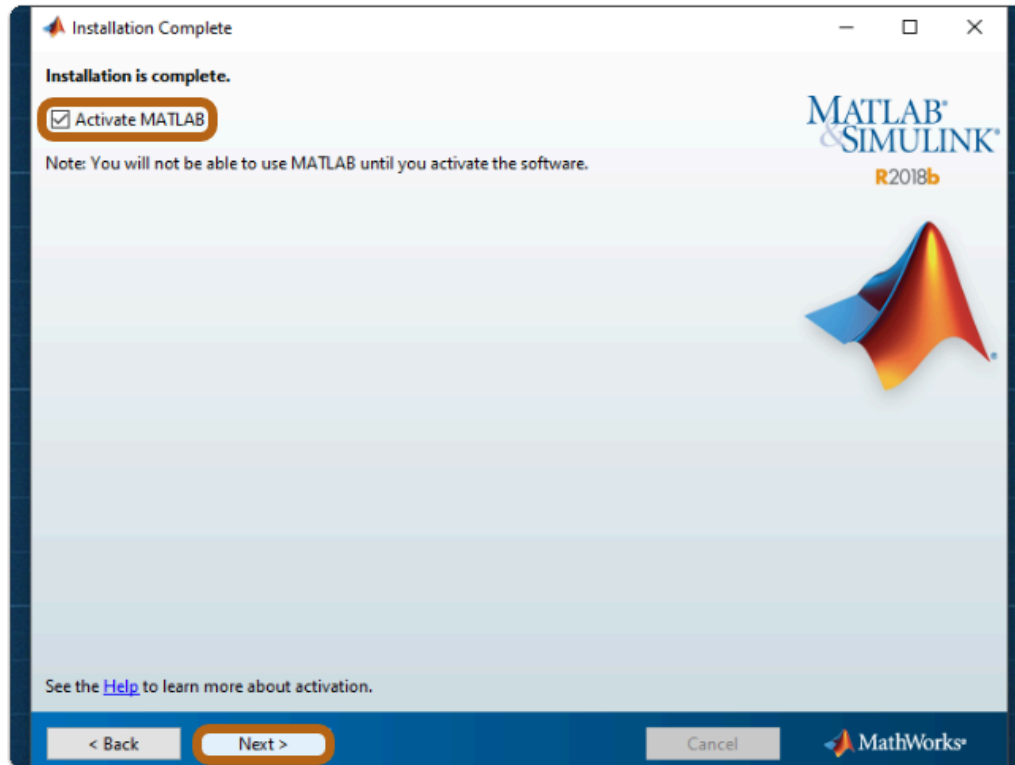 Installation Complete
Installation is complete.
Activate MATLAB
Note: You will not be able to use MATLAB until you activate the software.
MATLAB®
&SIMULINK®
R2018b
See the Help to learn more about activation.
< Back
Next >
Cancel
MathWorks®